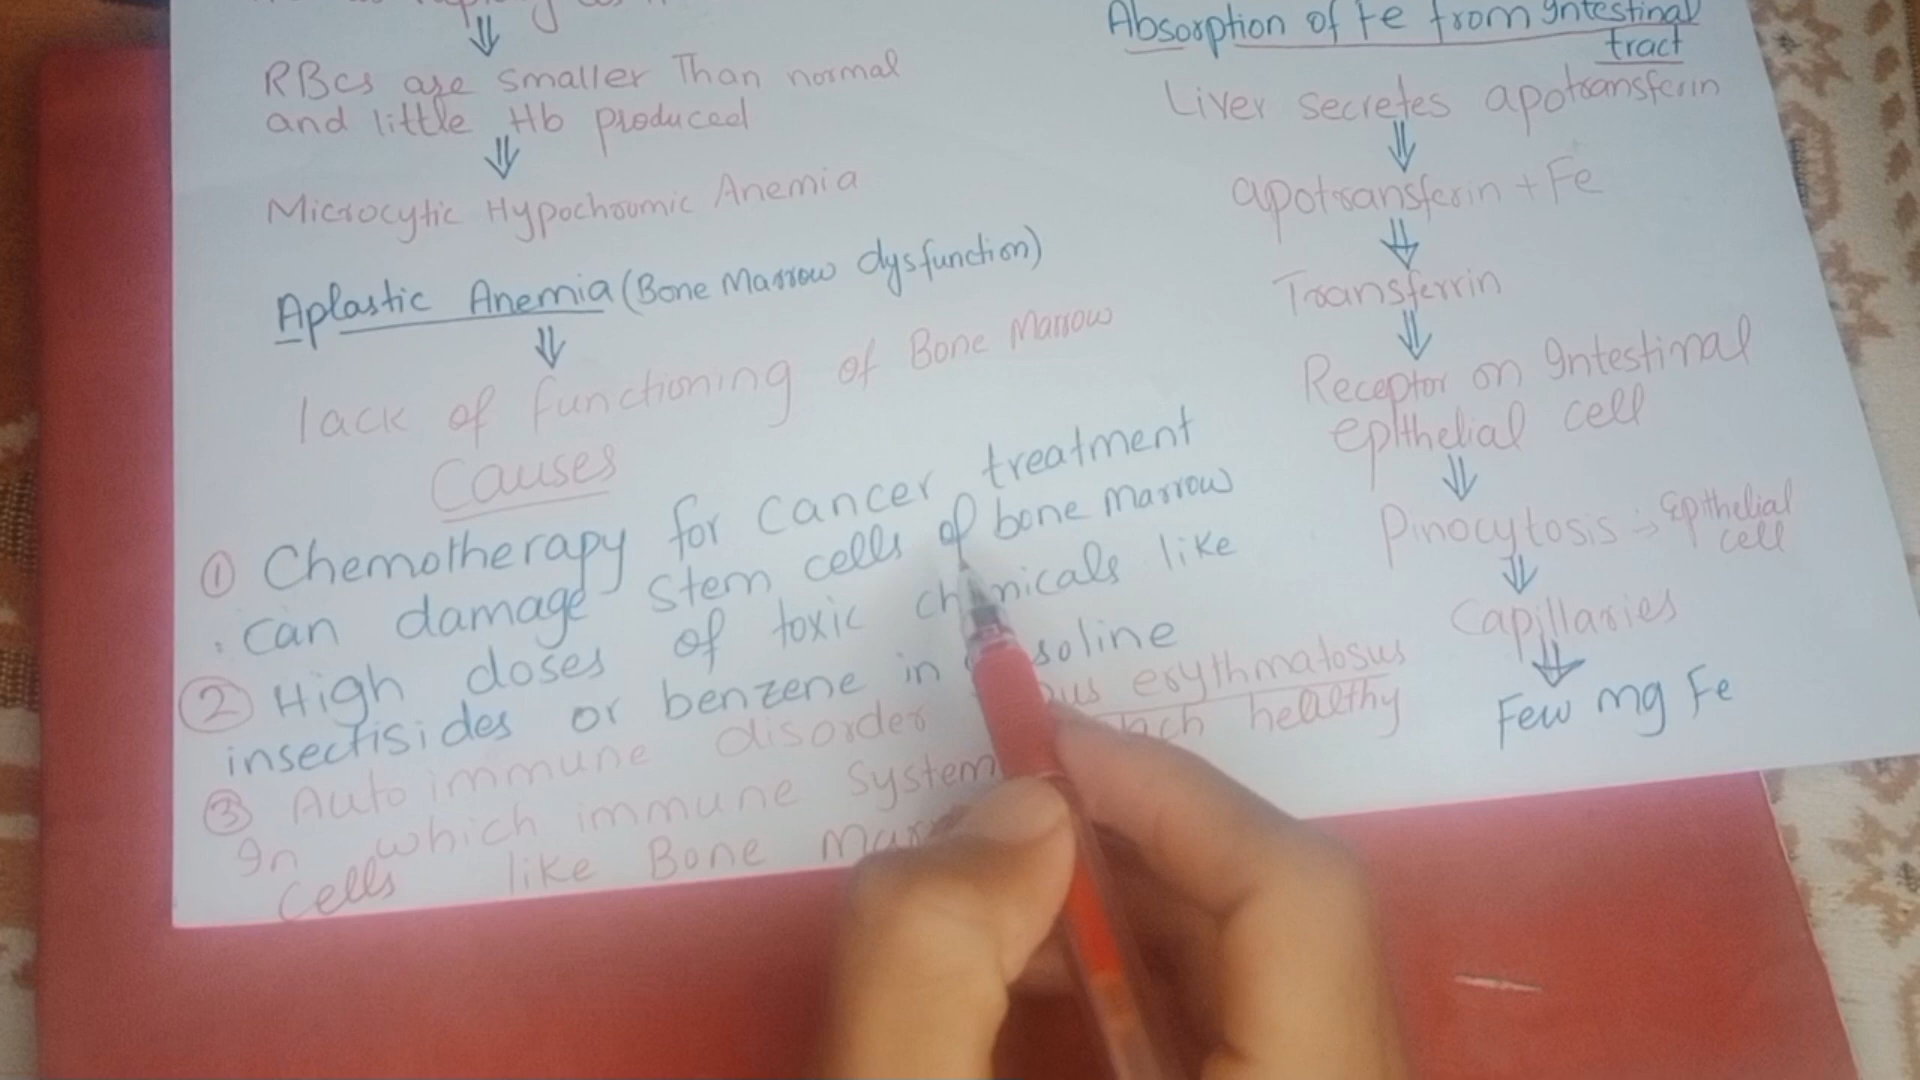 RBcs are smaller Than normal
and little Hb produced
⇓
Microcytic Hypochromic Anemia
Aplastic Anemia (Bone Marrow dysfunction)
⇓
lack of functioning of Bone Marrow
Causes
① Chemotherapy for cancer treatment
can damage stem cells of bone marrow
② High doses of toxic like
insectisides or benzene in
③ Auto immune disorder erythmatosus
In which immune system healthy
cells like Bone
Absorption of Fe from Intestinal
tract
Liver secretes apotransferin
⇓
apotransferin + Fe
⇓
Transferrin
⇓
Receptor on Intestinal
epithelial cell
⇓
Pinocytosis → Epithelial
cell
⇓
Capillaries
⇓
Few mg Fe